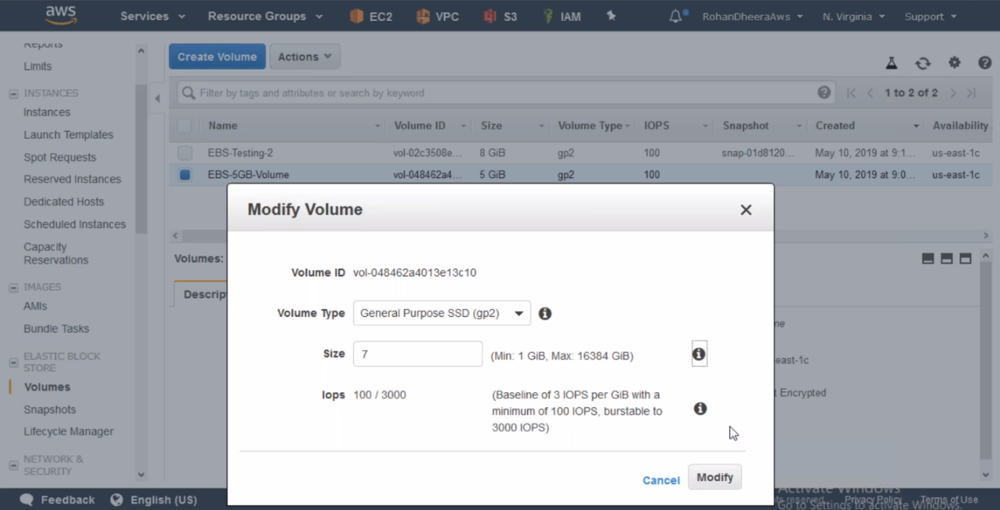 aws Services Resource Groups EC2 VPC S3 IAM RohanDheeraAws N. Virginia Support
Reports
Limits
INSTANCES
Instances
Launch Templates
Spot Requests
Reserved Instances
Dedicated Hosts
Scheduled Instances
Capacity
Reservations
IMAGES
AMIs
Bundle Tasks
ELASTIC BLOCK
STORE
Volumes
Snapshots
Lifecycle Manager
NETWORK &
SECURITY
Create Volume Actions
Filter by tags and attributes or search by keyword 1 to 2 of 2
Name Volume ID Size Volume Type IOPS Snapshot Created Availability
EBS-Testing-2 vol-02c3508e... 8 GiB gp2 100 snap-01d8120... May 10, 2019 at 9:1... us-east-1c
EBS-5GB-Volume vol-048462a4... 5 GiB gp2 100 May 10, 2019 at 9:0... us-east-1c
Volumes:
Descrip
ne
east-1c
t Encrypted
Modify Volume
Volume ID vol-048462a4013e13c10
Volume Type General Purpose SSD (gp2)
Size 7 (Min: 1 GiB, Max: 16384 GiB)
Iops 100 / 3000 (Baseline of 3 IOPS per GiB with a
minimum of 100 IOPS, burstable to
3000 IOPS)
Cancel Modify
Activate Windows
Go to Settings to activate Windows.
Feedback English (US) reserved. Privacy Policy Terms of Use